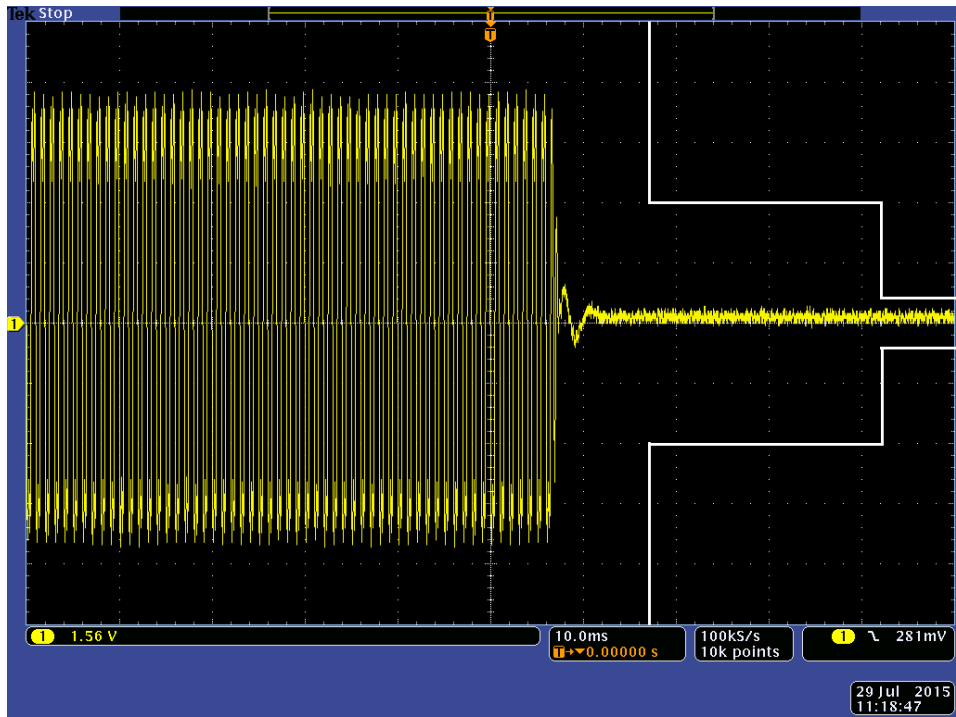 Tek Stop
T
T
1
1 1.56 V
10.0ms
T→▼0.00000 s
100kS/s
10k points
1 281mV
29 Jul 2015
11:18:47